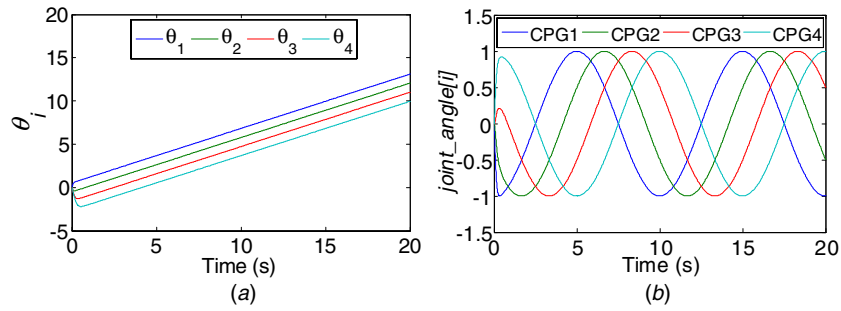 θ1 θ2 θ3 θ4
20
15
10
5
0
-5
θi
0 5 10 15 20
Time (s)
(a)
CPG1 CPG2 CPG3 CPG4
1.5
1
0.5
0
-0.5
-1
-1.5
joint_angle[i]
0 5 10 15 20
Time (s)
(b)